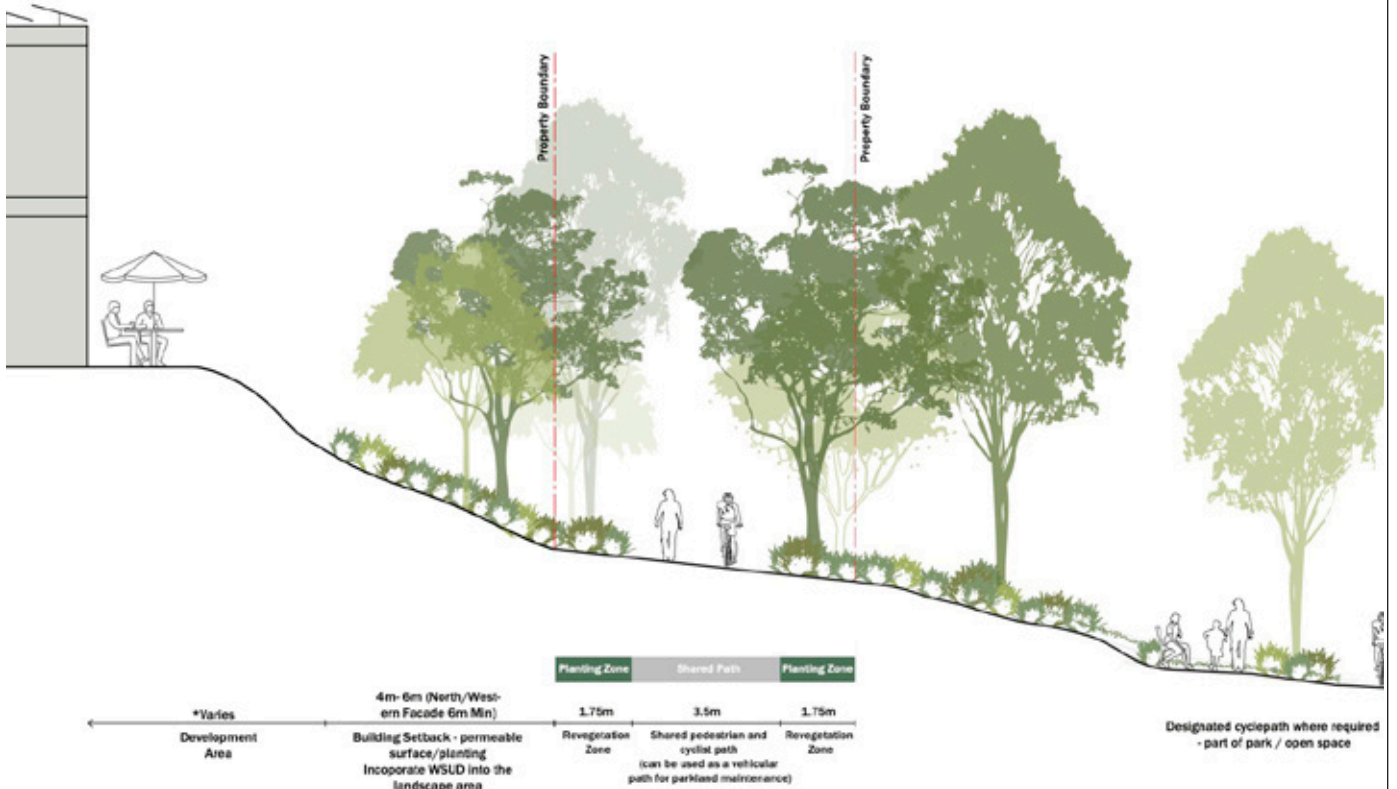 Property Boundary
Property Boundary
Planting Zone
Shared Path
Planting Zone
*Varies
4m- 6m (North/West-
ern Facade 6m Min)
1.75m
3.5m
1.75m
Development
Area
Building Setback - permeable
surface/planting
Incoporate WSUD into the
landscape area
Revegetation
Zone
Shared pedestrian and
cyclist path
(can be used as a vehicular
path for parkland maintenance)
Revegetation
Zone
Designated cyclepath where required
- part of park / open space